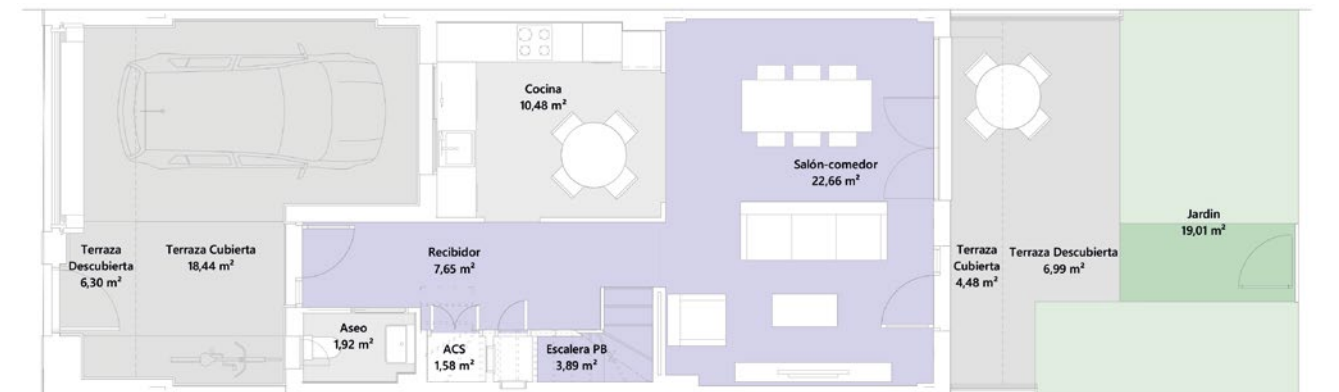 Cocina
10,48 m²
Salón-comedor
22,66 m²
Jardin
19,01 m²
Terraza
Descubierta
6,30 m²
Terraza Cubierta
18,44 m²
Recibidor
7,65 m²
Terraza
Cubierta
4,48 m²
Terraza Descubierta
6,99 m²
Aseo
1,92 m²
ACS
1,58 m²
Escalera PB
3,89 m²